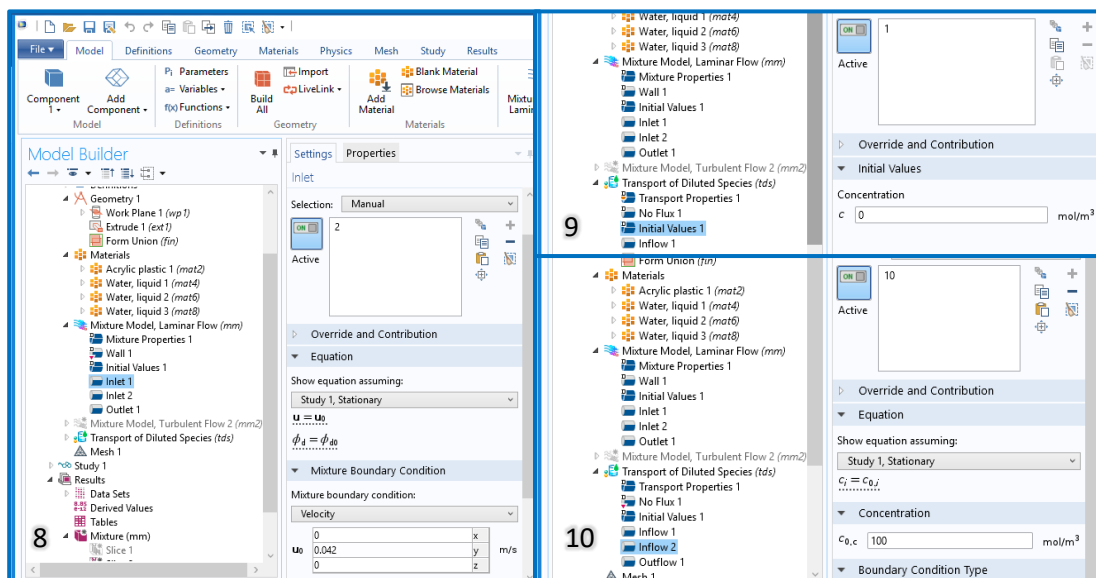 File ▾
Model
Definitions
Geometry
Materials
Physics
Mesh
Study
Results
Component
1
Add
Component
Model
Pi Parameters
a= Variables
f(x) Functions
Definitions
Build
All
Import
LiveLink
Geometry
Add
Material
Blank Material
Browse Materials
Materials
Model Builder
Geometry 1
Work Plane 1 (wp1)
Extrude 1 (ext1)
Form Union (fin)
Materials
Acrylic plastic 1 (mat2)
Water, liquid 1 (mat4)
Water, liquid 2 (mat6)
Water, liquid 3 (mat8)
Mixture Model, Laminar Flow (mm)
Mixture Properties 1
Wall 1
Initial Values 1
Inlet 1
Inlet 2
Outlet 1
Mixture Model, Turbulent Flow 2 (mm2)
Transport of Diluted Species (tds)
Mesh 1
Study 1
Results
Data Sets
8.85
e-12
Derived Values
Tables
Mixture (mm)
Slice 1
8
Settings
Properties
Inlet
Selection:
Manual
ON
2
Active
Override and Contribution
Equation
Show equation assuming:
Study 1, Stationary
u = u0
ϕd = ϕd0
Mixture Boundary Condition
Mixture boundary condition:
Velocity
0 x
u0 0.042 y m/s
0 z
Water, liquid 1 (mat4)
Water, liquid 2 (mat6)
Water, liquid 3 (mat8)
Mixture Model, Laminar Flow (mm)
Mixture Properties 1
Wall 1
Initial Values 1
Inlet 1
Inlet 2
Outlet 1
Mixture Model, Turbulent Flow 2 (mm2)
Transport of Diluted Species (tds)
Transport Properties 1
No Flux 1
Initial Values 1
Inflow 1
9
ON
1
Active
Override and Contribution
Initial Values
Concentration
c 0 mol/m³
Form Union (fin)
Materials
Acrylic plastic 1 (mat2)
Water, liquid 1 (mat4)
Water, liquid 2 (mat6)
Water, liquid 3 (mat8)
Mixture Model, Laminar Flow (mm)
Mixture Properties 1
Wall 1
Initial Values 1
Inlet 1
Inlet 2
Outlet 1
Mixture Model, Turbulent Flow 2 (mm2)
Transport of Diluted Species (tds)
Transport Properties 1
No Flux 1
Initial Values 1
Inflow 1
Inflow 2
Outflow 1
Mesh 1
10
ON
10
Active
Override and Contribution
Equation
Show equation assuming:
Study 1, Stationary
ci = c0,i
Concentration
c0,c 100 mol/m³
Boundary Condition Type